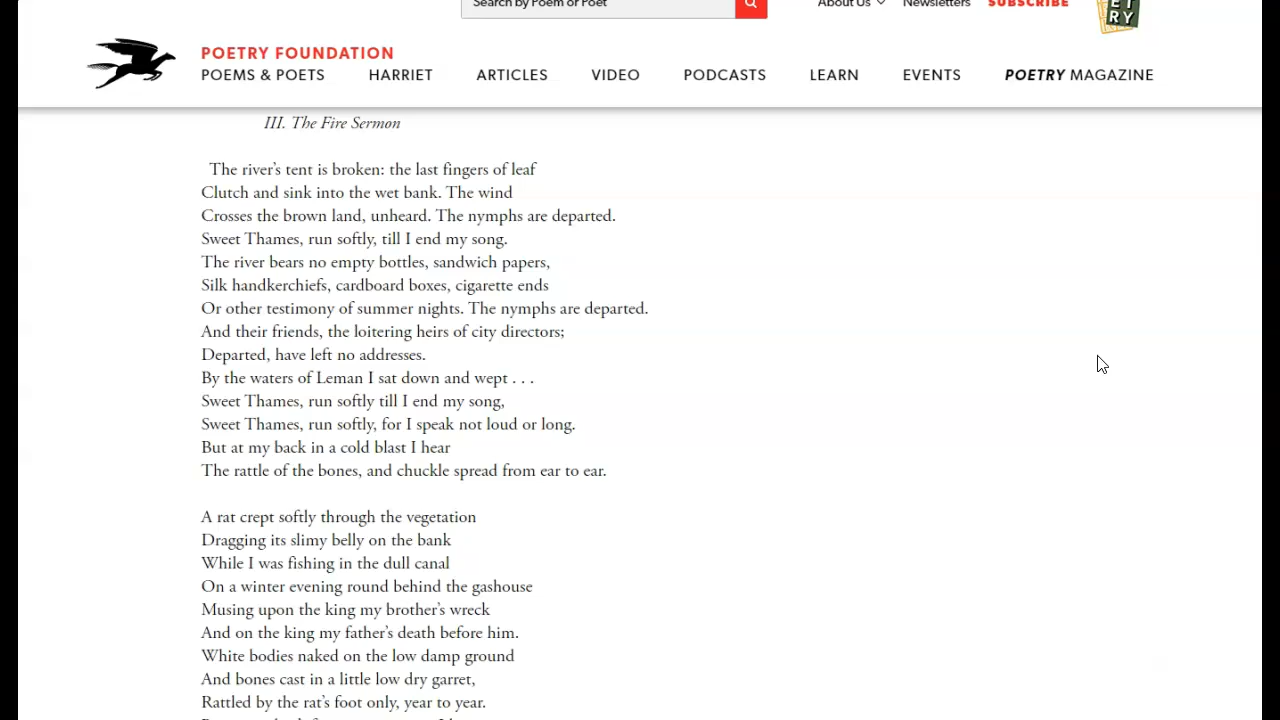 Search by Poem or Poet
About Us
Newsletters
SUBSCRIBE
ET
RY
POETRY FOUNDATION
POEMS & POETS
HARRIET
ARTICLES
VIDEO
PODCASTS
LEARN
EVENTS
POETRY MAGAZINE
III. The Fire Sermon
The river’s tent is broken: the last fingers of leaf
Clutch and sink into the wet bank. The wind
Crosses the brown land, unheard. The nymphs are departed.
Sweet Thames, run softly, till I end my song.
The river bears no empty bottles, sandwich papers,
Silk handkerchiefs, cardboard boxes, cigarette ends
Or other testimony of summer nights. The nymphs are departed.
And their friends, the loitering heirs of city directors;
Departed, have left no addresses.
By the waters of Leman I sat down and wept . . .
Sweet Thames, run softly till I end my song,
Sweet Thames, run softly, for I speak not loud or long.
But at my back in a cold blast I hear
The rattle of the bones, and chuckle spread from ear to ear.
A rat crept softly through the vegetation
Dragging its slimy belly on the bank
While I was fishing in the dull canal
On a winter evening round behind the gashouse
Musing upon the king my brother’s wreck
And on the king my father’s death before him.
White bodies naked on the low damp ground
And bones cast in a little low dry garret,
Rattled by the rat’s foot only, year to year.